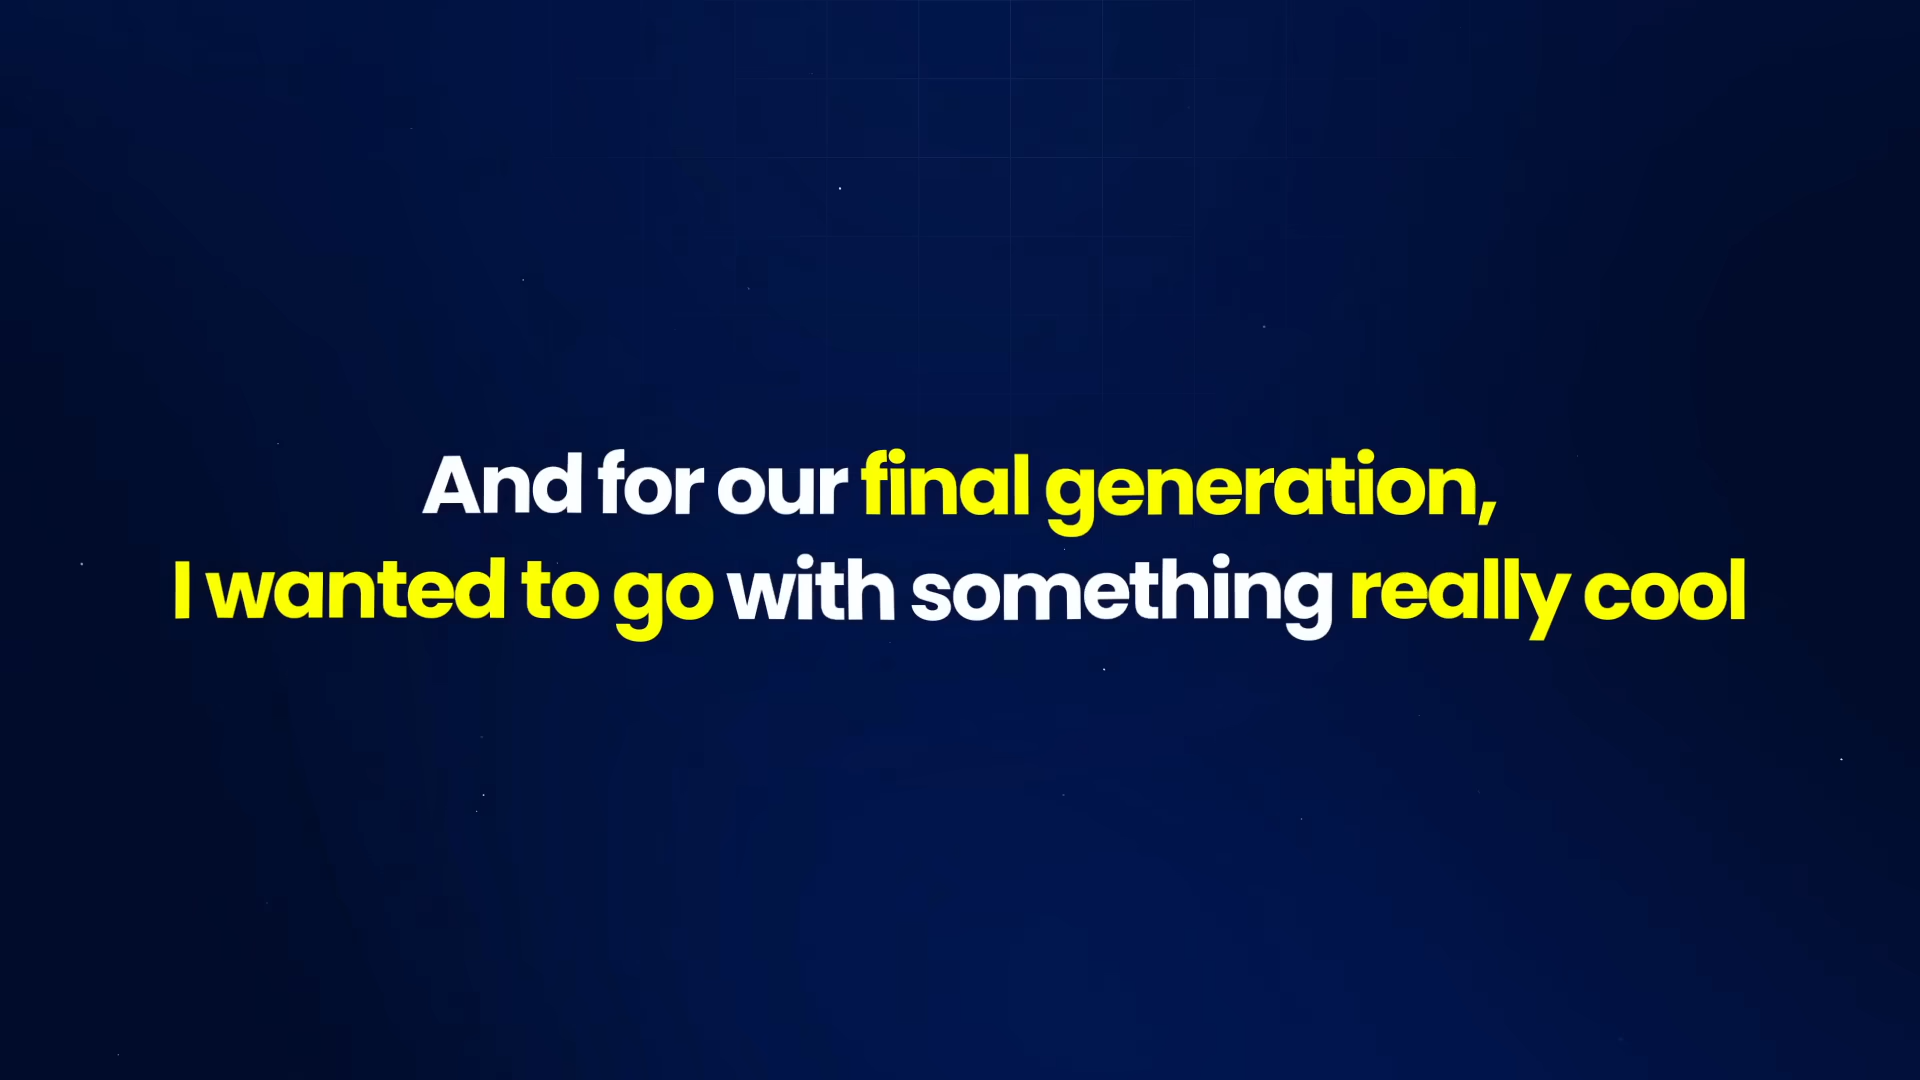 And for our final generation,
I wanted to go with something really cool